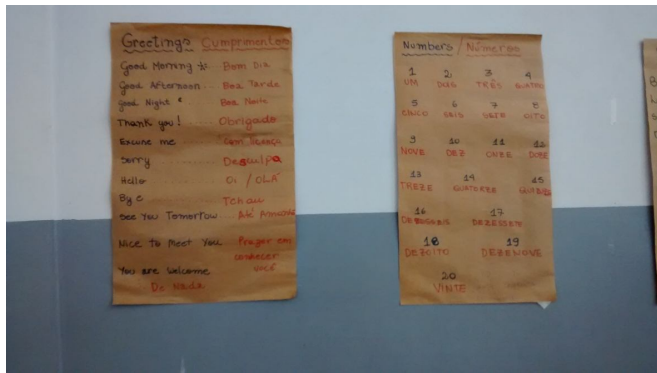 Greetings Cumprimentos
Good Morning Bom Dia
Good Afternoon Boa Tarde
Good Night Boa Noite
Thank you! Obrigado
Excuse me Com licença
Sorry Desculpa
Hello Oi / OLÁ
Bye Tchau
See You Tomorrow Até Amanhã
Nice to Meet You Prazer em
conhecer
você
You are Welcome
De Nada
Numbers / Números
1 2 3 4
UM DOIS TRÊS QUATRO
5 6 7 8
CINCO SEIS SETE OITO
9 10 11 12
NOVE DEZ ONZE DOZE
13 14 15
TREZE QUATORZE QUINZE
16 17
DEZESSEIS DEZESSETE
18 19
DEZOITO DEZENOVE
20
VINTE